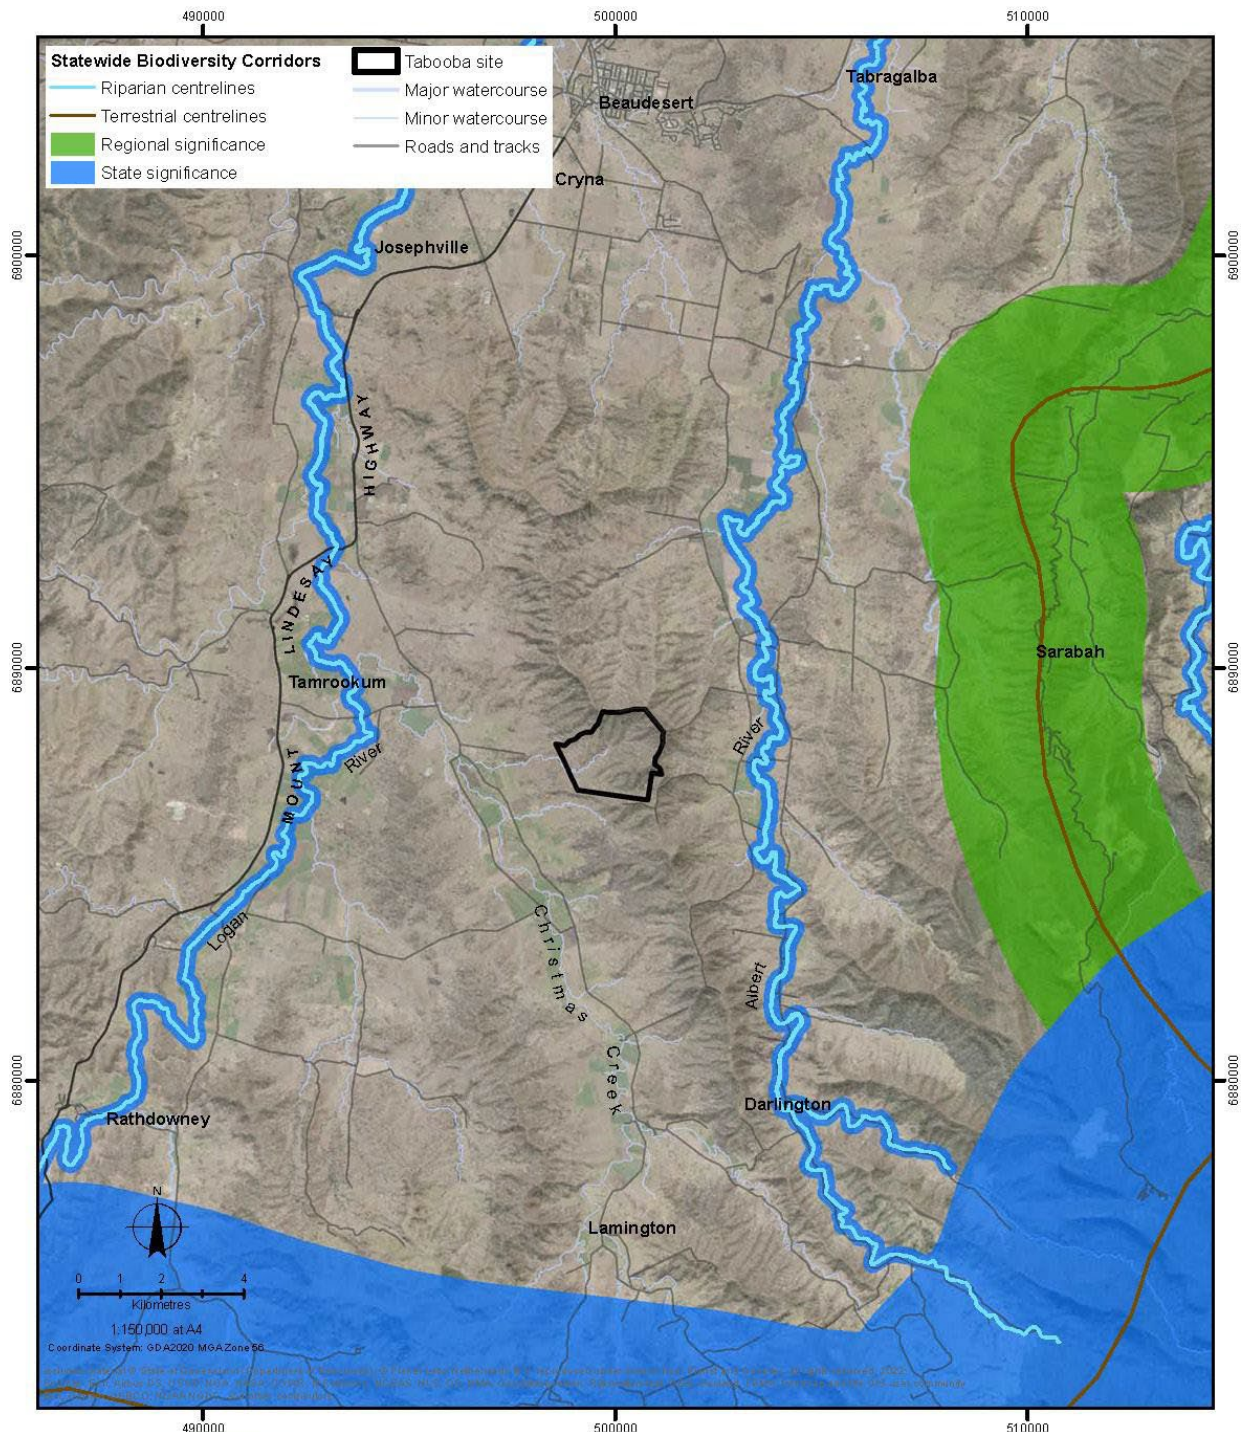 490000
500000
510000
Statewide Biodiversity Corridors
Riparian centrelines
Terrestrial centrelines
Regional significance
State significance
Tabooba site
Major watercourse
Minor watercourse
Roads and tracks
Beaudesert
Tabragalba
Cryna
Josephville
6900000
6900000
HIGHWAY
LINDESAY
MOUNT
Tamrookum
River
Logan
River
Albert
Sarabah
6890000
6890000
Christmas
Creek
6880000
6880000
Darlington
Rathdowney
Lamington
N
0 1 2 4
Kilometres
1:150,000 at A4
Coordinate System: GDA2020 MGA Zone 56
490000
500000
510000